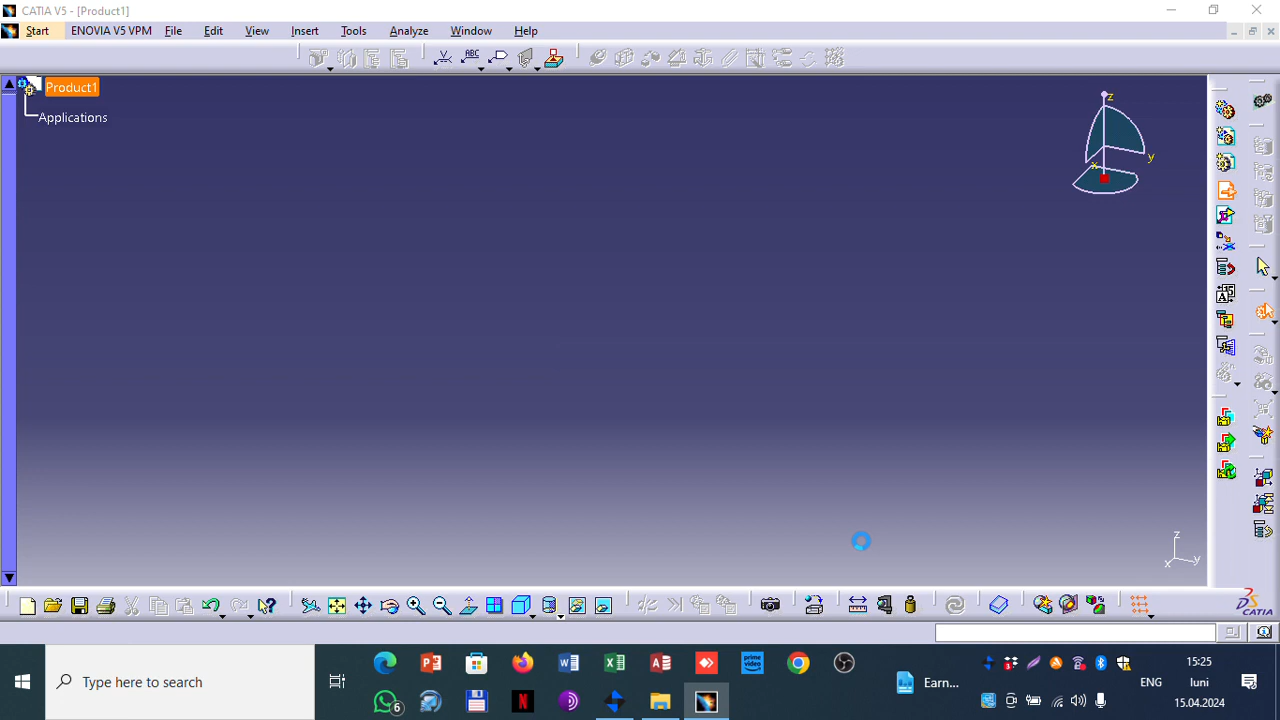 CATIA V5 - [Product1]
Start ENOVIA V5 VPM File Edit View Insert Tools Analyze Window Help
Product1
Applications
z
y
x
z
x y
CATIA
Type here to search
6
Earn...
ENG
15:25
luni
15.04.2024